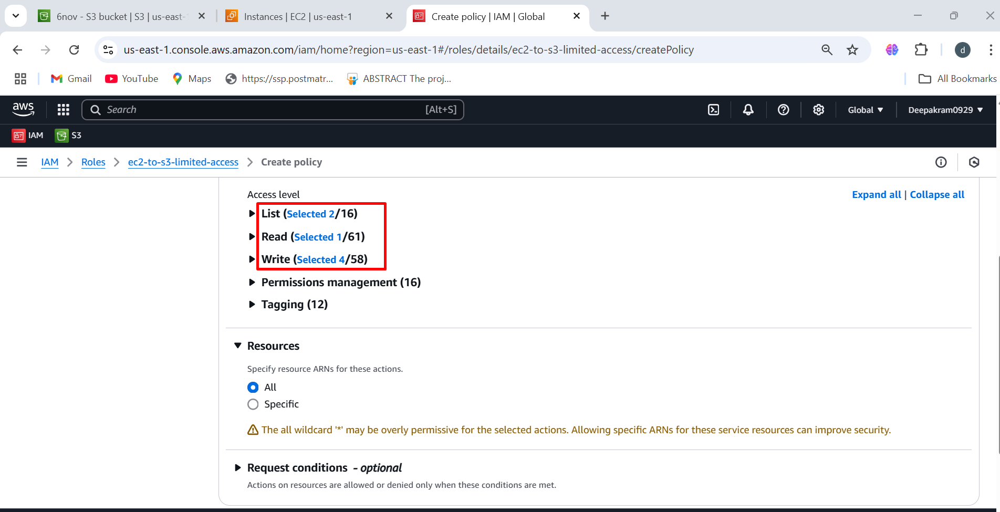 6nov - S3 bucket | S3 | us-east-
Instances | EC2 | us-east-1
Create policy | IAM | Global
us-east-1.console.aws.amazon.com/iam/home?region=us-east-1#/roles/details/ec2-to-s3-limited-access/createPolicy
d
Gmail
YouTube
Maps
https://ssp.postmatr...
ABSTRACT The proj...
All Bookmarks
aws
Search
[Alt+S]
Global
Deepakram0929
IAM
S3
IAM
Roles
ec2-to-s3-limited-access
Create policy
Access level
Expand all | Collapse all
List (Selected 2/16)
Read (Selected 1/61)
Write (Selected 4/58)
Permissions management (16)
Tagging (12)
Resources
Specify resource ARNs for these actions.
All
Specific
The all wildcard '*' may be overly permissive for the selected actions. Allowing specific ARNs for these service resources can improve security.
Request conditions - optional
Actions on resources are allowed or denied only when these conditions are met.